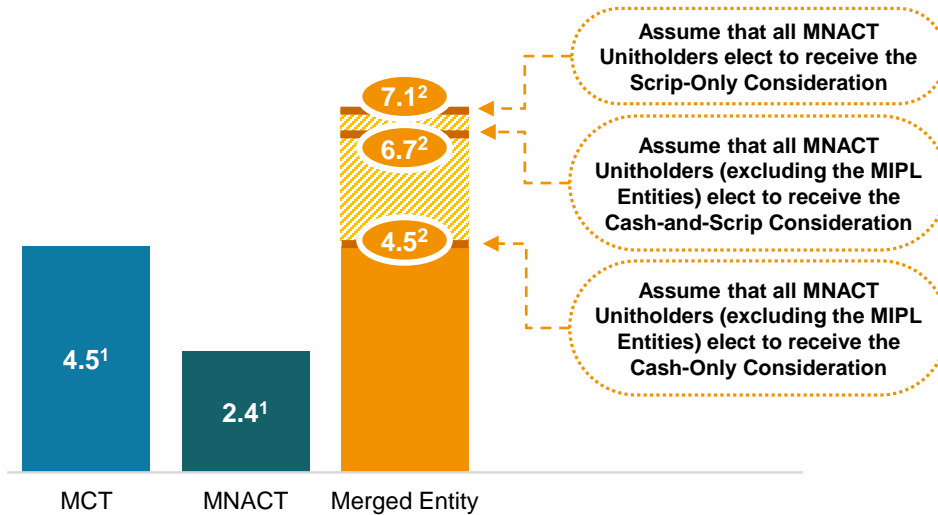 Assume that all MNACT
Unitholders elect to receive the
Scrip-Only Consideration
7.1²
6.7²
Assume that all MNACT
Unitholders (excluding the MIPL
Entities) elect to receive the
Cash-and-Scrip Consideration
4.5²
Assume that all MNACT
Unitholders (excluding the MIPL
Entities) elect to receive the
Cash-Only Consideration
4.5¹
2.4¹
MCT
MNACT
Merged Entity